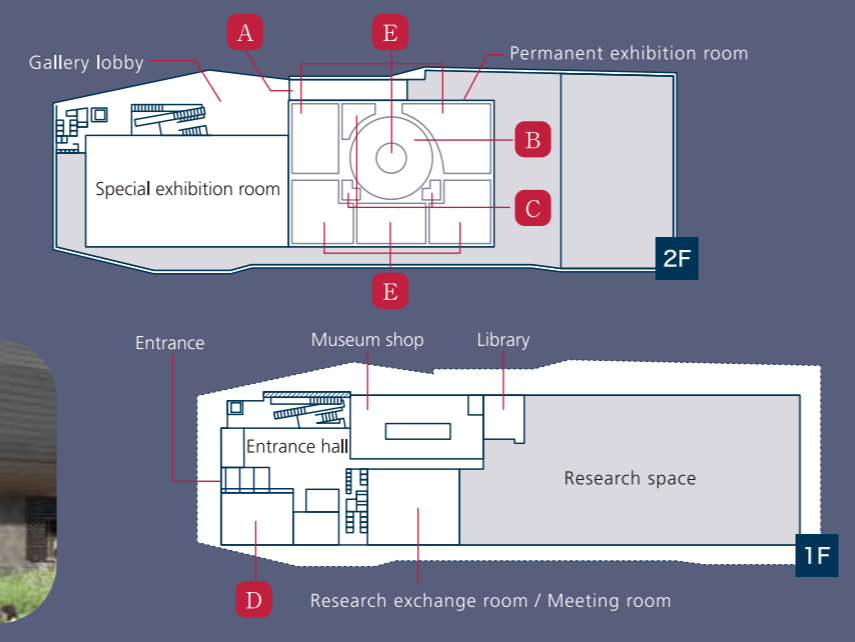 A
E
Gallery lobby
Permanent exhibition room
B
Special exhibition room
C
E
2F
Entrance
Museum shop
Library
Entrance hall
Research space
1F
D
Research exchange room / Meeting room